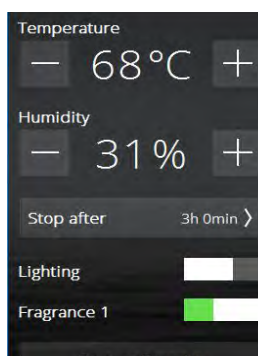 Temperature
− 68°C +
Humidity
− 31% +
Stop after 3h 0min >
Lighting
Fragrance 1